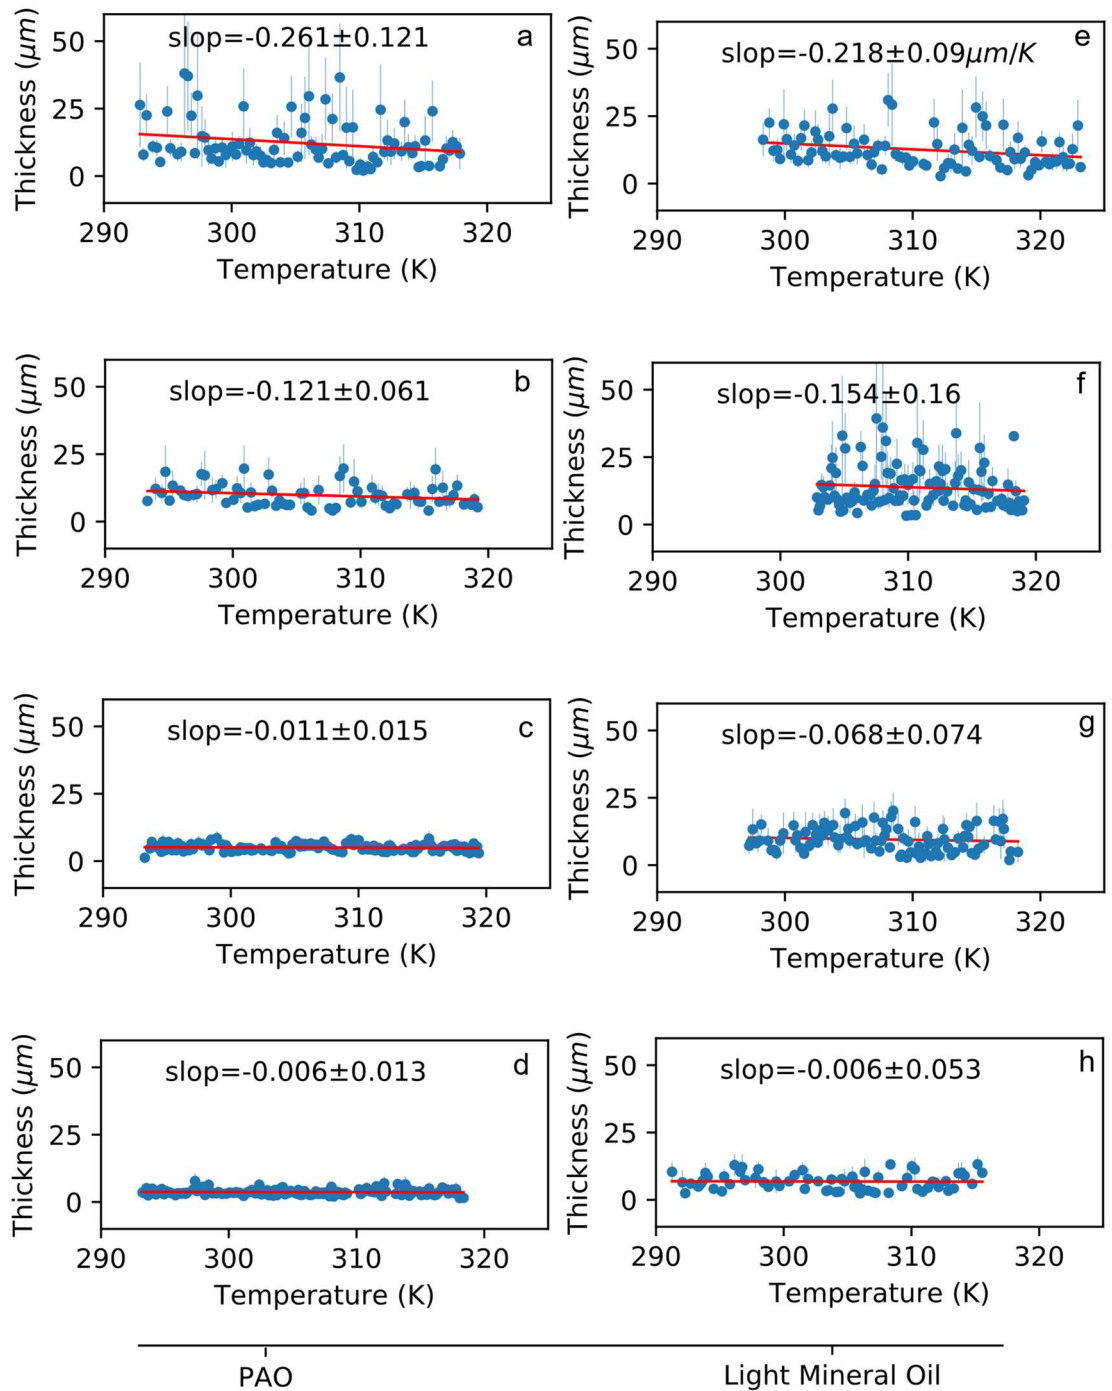 slop=-0.261±0.121
a
Thickness (μm)
50
25
0
290 300 310 320
Temperature (K)
slop=-0.218±0.09μm/K
e
Thickness (μm)
50
25
0
290 300 310 320
Temperature (K)
slop=-0.121±0.061
b
Thickness (μm)
50
25
0
290 300 310 320
Temperature (K)
slop=-0.154±0.16
f
Thickness (μm)
50
25
0
290 300 310 320
Temperature (K)
slop=-0.011±0.015
c
Thickness (μm)
50
25
0
290 300 310 320
Temperature (K)
slop=-0.068±0.074
g
Thickness (μm)
50
25
0
290 300 310 320
Temperature (K)
slop=-0.006±0.013
d
Thickness (μm)
50
25
0
290 300 310 320
Temperature (K)
slop=-0.006±0.053
h
Thickness (μm)
50
25
0
290 300 310 320
Temperature (K)
PAO
Light Mineral Oil